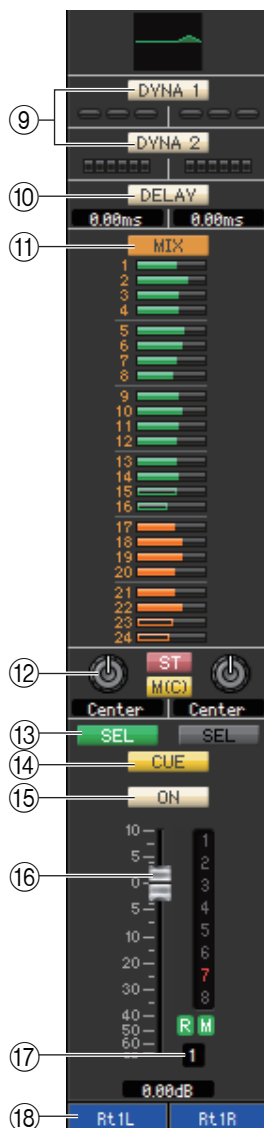 ⑨ DYNA 1
DYNA 2
⑩ DELAY
0.00ms 0.00ms
⑪ MIX
1
2
3
4
5
6
7
8
9
10
11
12
13
14
15
16
17
18
19
20
21
22
23
24
⑫ ST
M(C)
Center Center
⑬ SEL SEL
⑭ CUE
⑮ ON
10 1
5 2
⑯ 0 3
5 4
10 5
6
20 7
30 8
40
50 R M
60
⑰ 1
0.00dB
⑱ Rt1L Rt1R